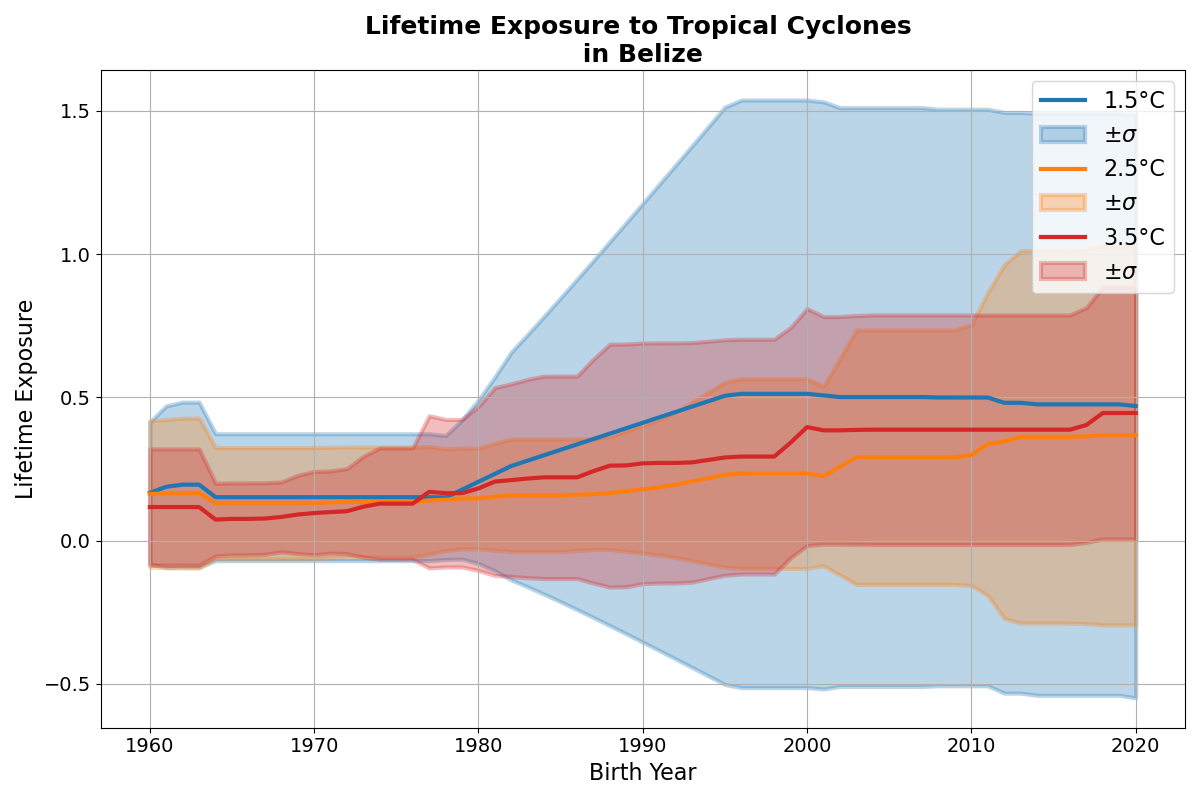 Lifetime Exposure to Tropical Cyclones
in Belize
1.5
1.0
0.5
0.0
−0.5
Lifetime Exposure
1960
1970
1980
1990
2000
2010
2020
Birth Year
1.5°C
±σ
2.5°C
±σ
3.5°C
±σ